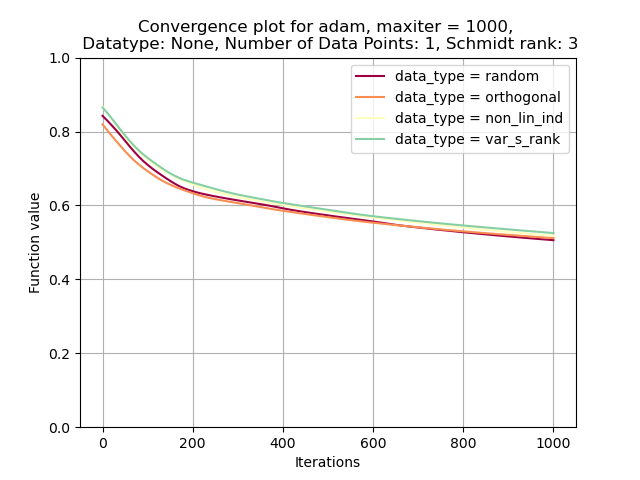 Convergence plot for adam, maxiter = 1000,
Datatype: None, Number of Data Points: 1, Schmidt rank: 3
1.0
0.8
0.6
0.4
0.2
0.0
Function value
data_type = random
data_type = orthogonal
data_type = non_lin_ind
data_type = var_s_rank
0 200 400 600 800 1000
Iterations